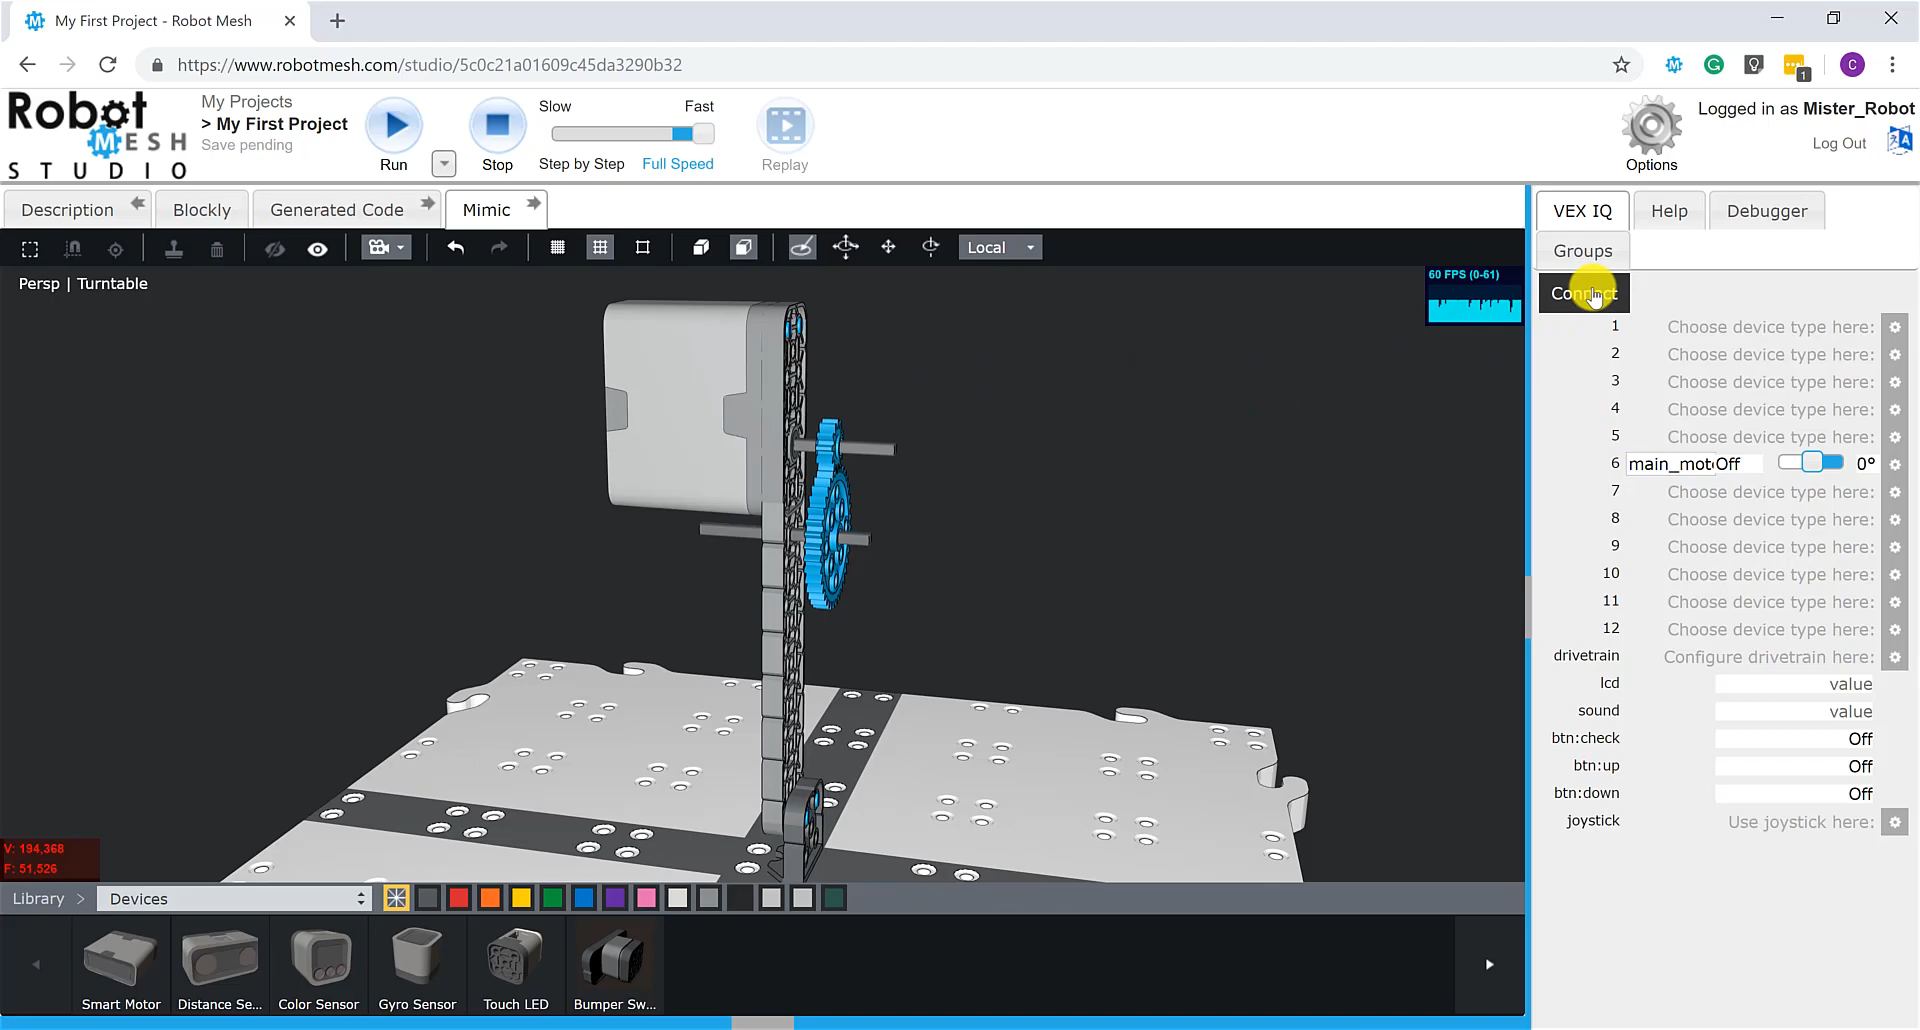 My First Project - Robot Mesh
https://www.robotmesh.com/studio/5c0c21a01609c45da3290b32
1
C
Robot
MESH
STUDIO
My Projects
> My First Project
Save pending
Run
Stop
Slow
Fast
Step by Step
Full Speed
Replay
Options
Logged in as Mister_Robot
Log Out
Description
Blockly
Generated Code
Mimic
VEX IQ
Help
Debugger
Groups
Local
Persp | Turntable
60 FPS (0-61)
Connect
1 Choose device type here:
2 Choose device type here:
3 Choose device type here:
4 Choose device type here:
5 Choose device type here:
6 main_mot Off 0°
7 Choose device type here:
8 Choose device type here:
9 Choose device type here:
10 Choose device type here:
11 Choose device type here:
12 Choose device type here:
drivetrain Configure drivetrain here:
lcd value
sound value
btn:check Off
btn:up Off
btn:down Off
joystick Use joystick here:
V: 194,368
F: 51,526
Library >
Devices
Smart Motor
Distance Se...
Color Sensor
Gyro Sensor
Touch LED
Bumper Sw...